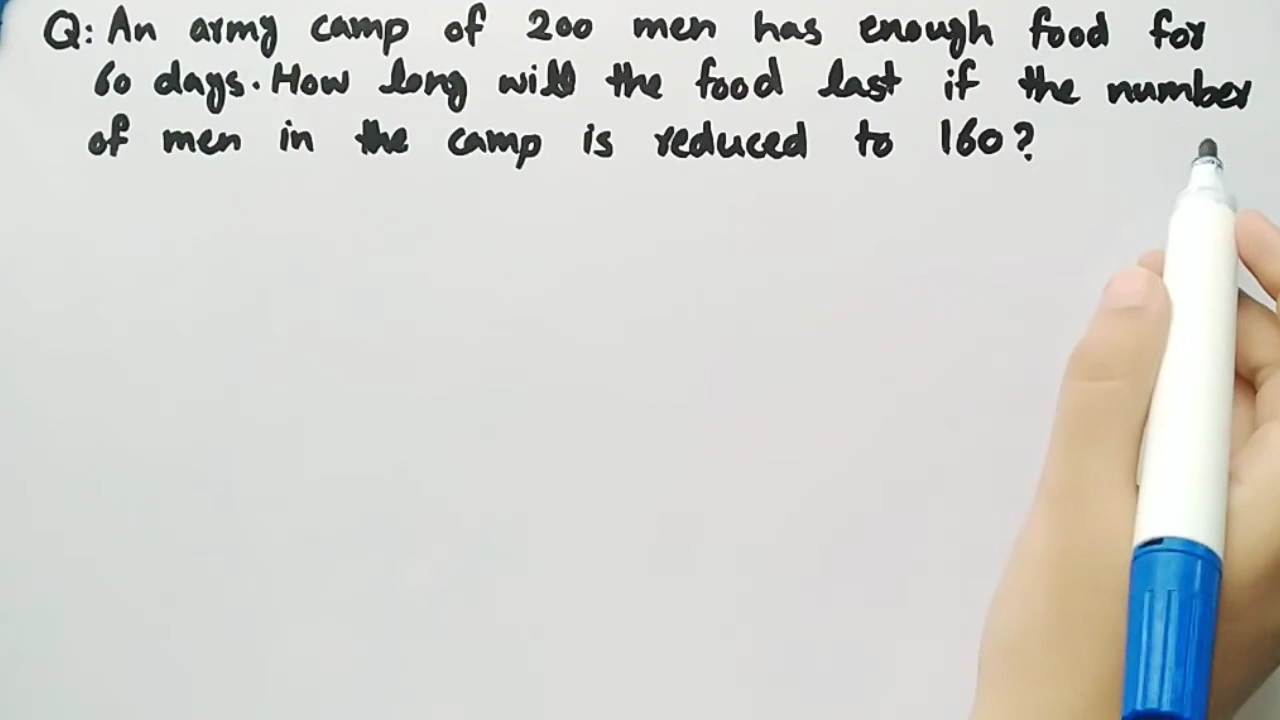 Q: An army camp of 200 men has enough food for
60 days. How long will the food last if the number
of men in the camp is reduced to 160?